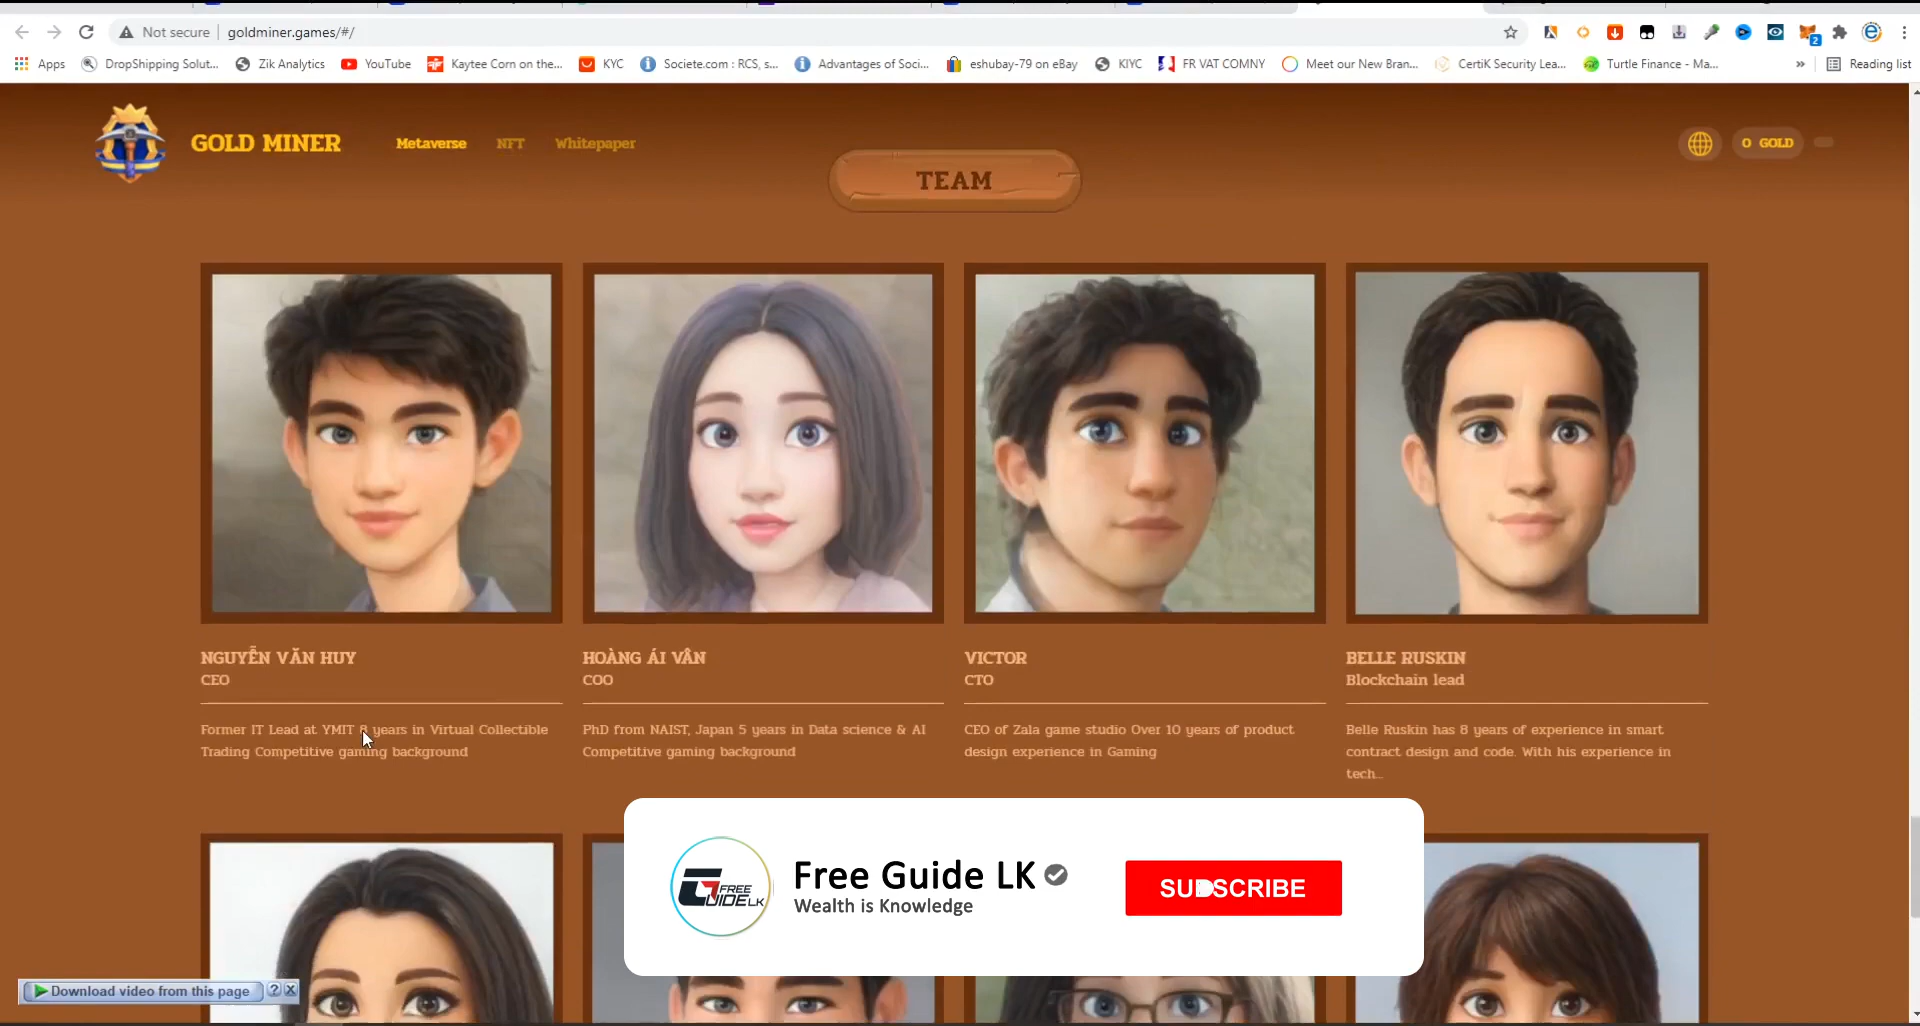 Not secure
goldminer.games/#/
2
Apps
DropShipping Solut...
Zik Analytics
YouTube
Kaytee Corn on the...
KYC
Societe.com : RCS, s...
Advantages of Soci...
eshubay-79 on eBay
KIYC
FR VAT COMNY
Meet our New Bran...
CertiK Security Lea...
Turtle Finance - Ma...
»
Reading list
GOLD MINER
Metaverse
NFT
Whitepaper
0 GOLD
TEAM
NGUYỄN VĂN HUY
CEO
Former IT Lead at YMIT 8 years in Virtual Collectible
Trading Competitive gaming background
HOÀNG ÁI VÂN
COO
PhD from NAIST, Japan 5 years in Data science & AI
Competitive gaming background
VICTOR
CTO
CEO of Zala game studio Over 10 years of product
design experience in Gaming
BELLE RUSKIN
Blockchain lead
Belle Ruskin has 8 years of experience in smart
contract design and code. With his experience in
tech...
FREE
GUIDE LK
Free Guide LK
Wealth is Knowledge
SUBSCRIBE
Download video from this page
?
X